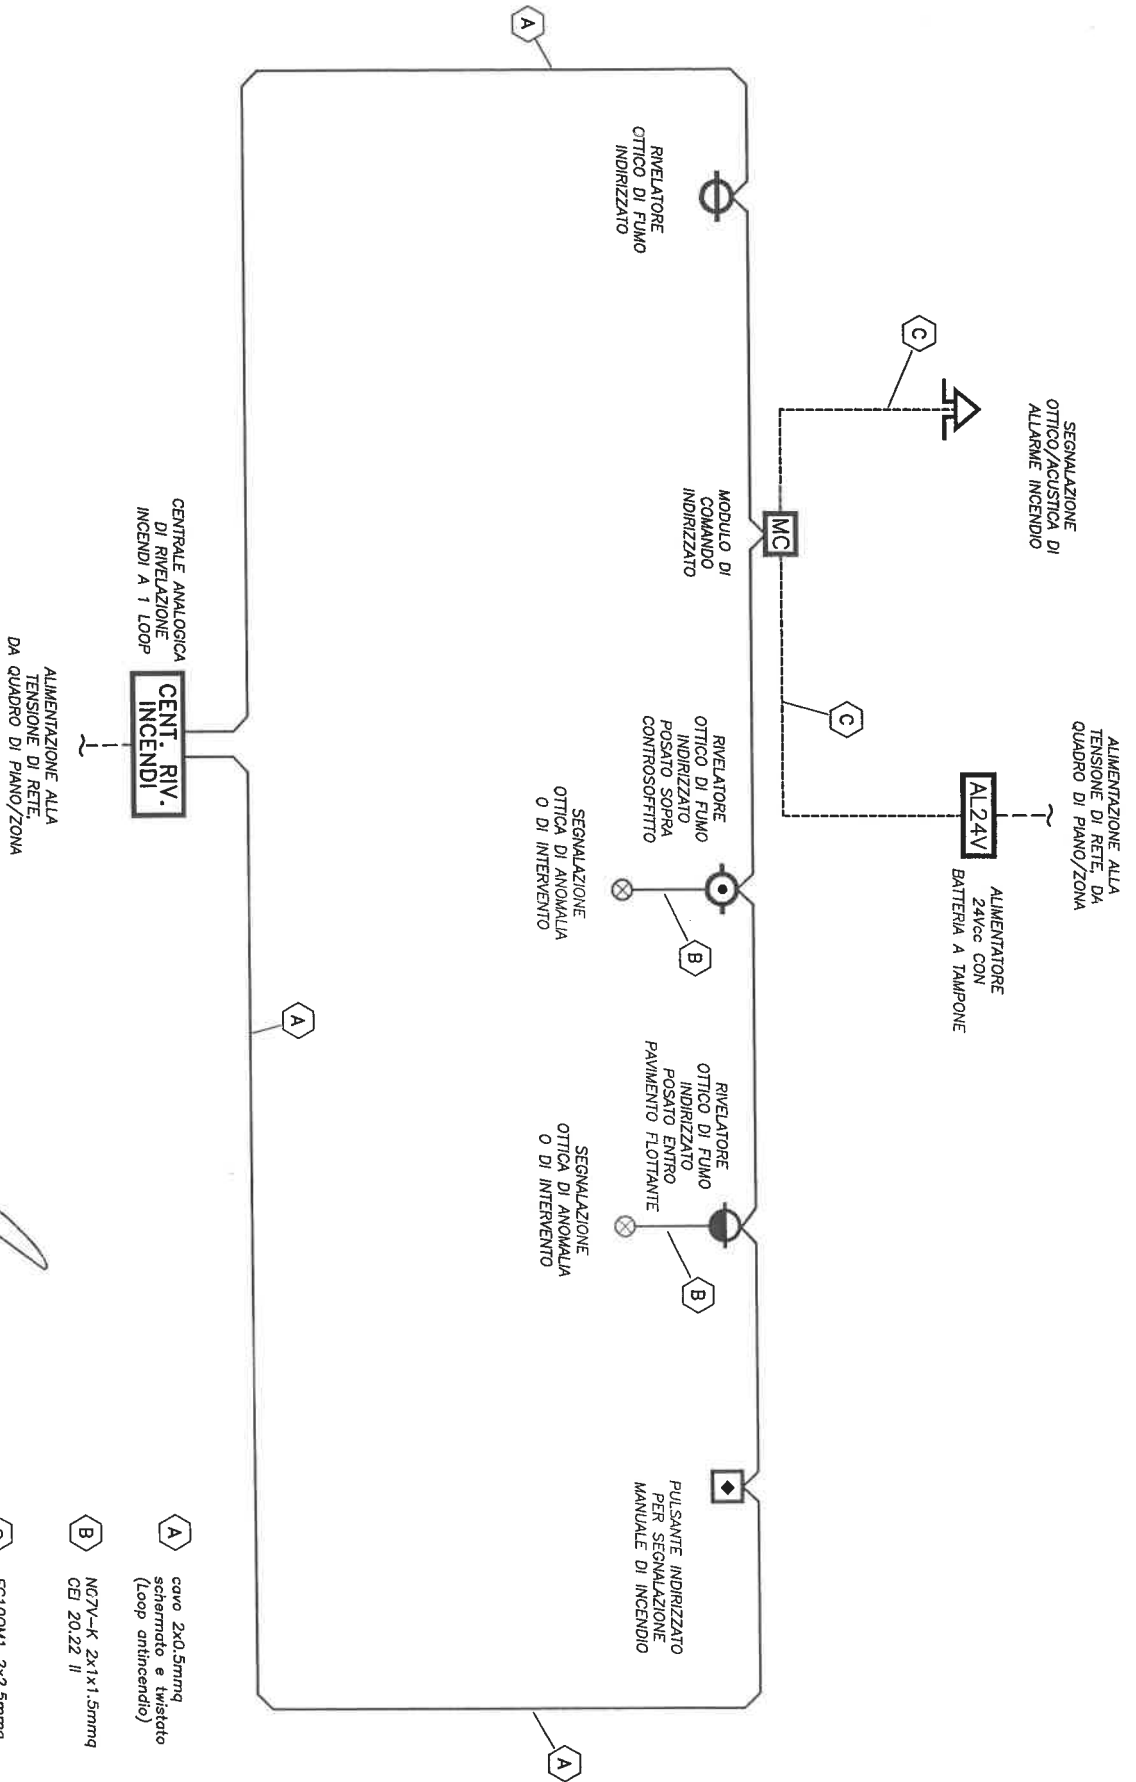 A
RIVELATORE
OTTICO DI FUMO
INDIRIZZATO
C
SEGNALAZIONE
OTTICO/ACUSTICA DI
ALLARME INCENDIO
MC
MODULO DI
COMANDO
INDIRIZZATO
C
ALIMENTAZIONE ALLA
TENSIONE DI RETE, DA
QUADRO DI PIANO/ZONA
AL24V
ALIMENTATORE
24Vcc CON
BATTERIA A TAMPONE
RIVELATORE
OTTICO DI FUMO
INDIRIZZATO
POSATO SOPRA
CONTROSOFFITTO
B
SEGNALAZIONE
OTTICA DI ANOMALIA
O DI INTERVENTO
RIVELATORE
OTTICO DI FUMO
INDIRIZZATO
POSATO ENTRO
PAVIMENTO FLOTTANTE
B
SEGNALAZIONE
OTTICA DI ANOMALIA
O DI INTERVENTO
PULSANTE INDIRIZZATO
PER SEGNALAZIONE
MANUALE DI INCENDIO
A
A
CENTRALE ANALOGICA
DI RIVELAZIONE
INCENDI A 1 LOOP
CENT. RIV.
INCENDI
ALIMENTAZIONE ALLA
TENSIONE DI RETE,
DA QUADRO DI PIANO/ZONA
A
cavo 2x0.5mmq
schermato e twistato
(Loop antincendio)
B
NG7V-K 2x1x1.5mmq
CEI 20.22 II